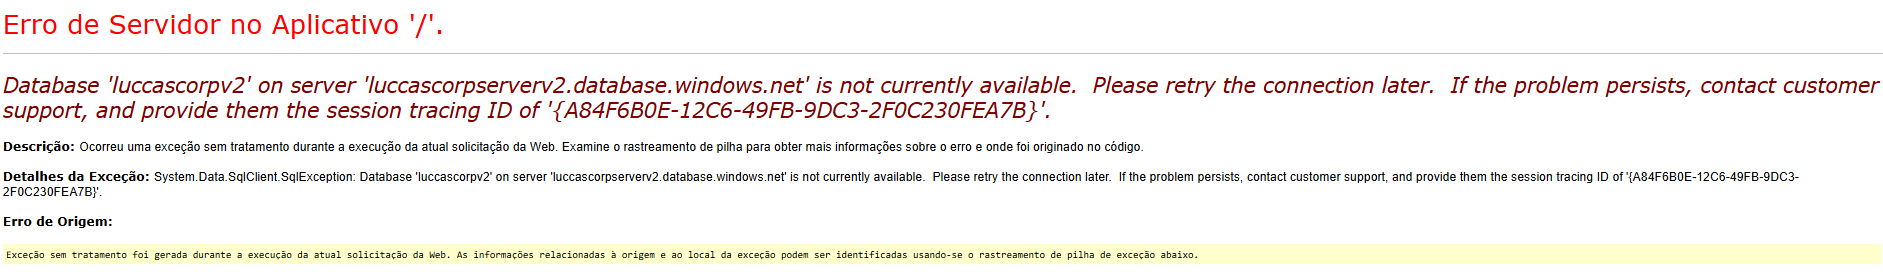 Erro de Servidor no Aplicativo '/'.
Database 'luccascorpv2' on server 'luccascorpserverv2.database.windows.net' is not currently available.  Please retry the connection later.  If the problem persists, contact customer
support, and provide them the session tracing ID of '{A84F6B0E-12C6-49FB-9DC3-2F0C230FEA7B}'.
Descrição: Ocorreu uma exceção sem tratamento durante a execução da atual solicitação da Web. Examine o rastreamento de pilha para obter mais informações sobre o erro e onde foi originado no código.
Detalhes da Exceção: System.Data.SqlClient.SqlException: Database 'luccascorpv2' on server 'luccascorpserverv2.database.windows.net' is not currently available.  Please retry the connection later.  If the problem persists, contact customer support, and provide them the session tracing ID of '{A84F6B0E-12C6-49FB-9DC3-
2F0C230FEA7B}'.
Erro de Origem:
Exceção sem tratamento foi gerada durante a execução da atual solicitação da Web. As informações relacionadas à origem e ao local da exceção podem ser identificadas usando-se o rastreamento de pilha de exceção abaixo.